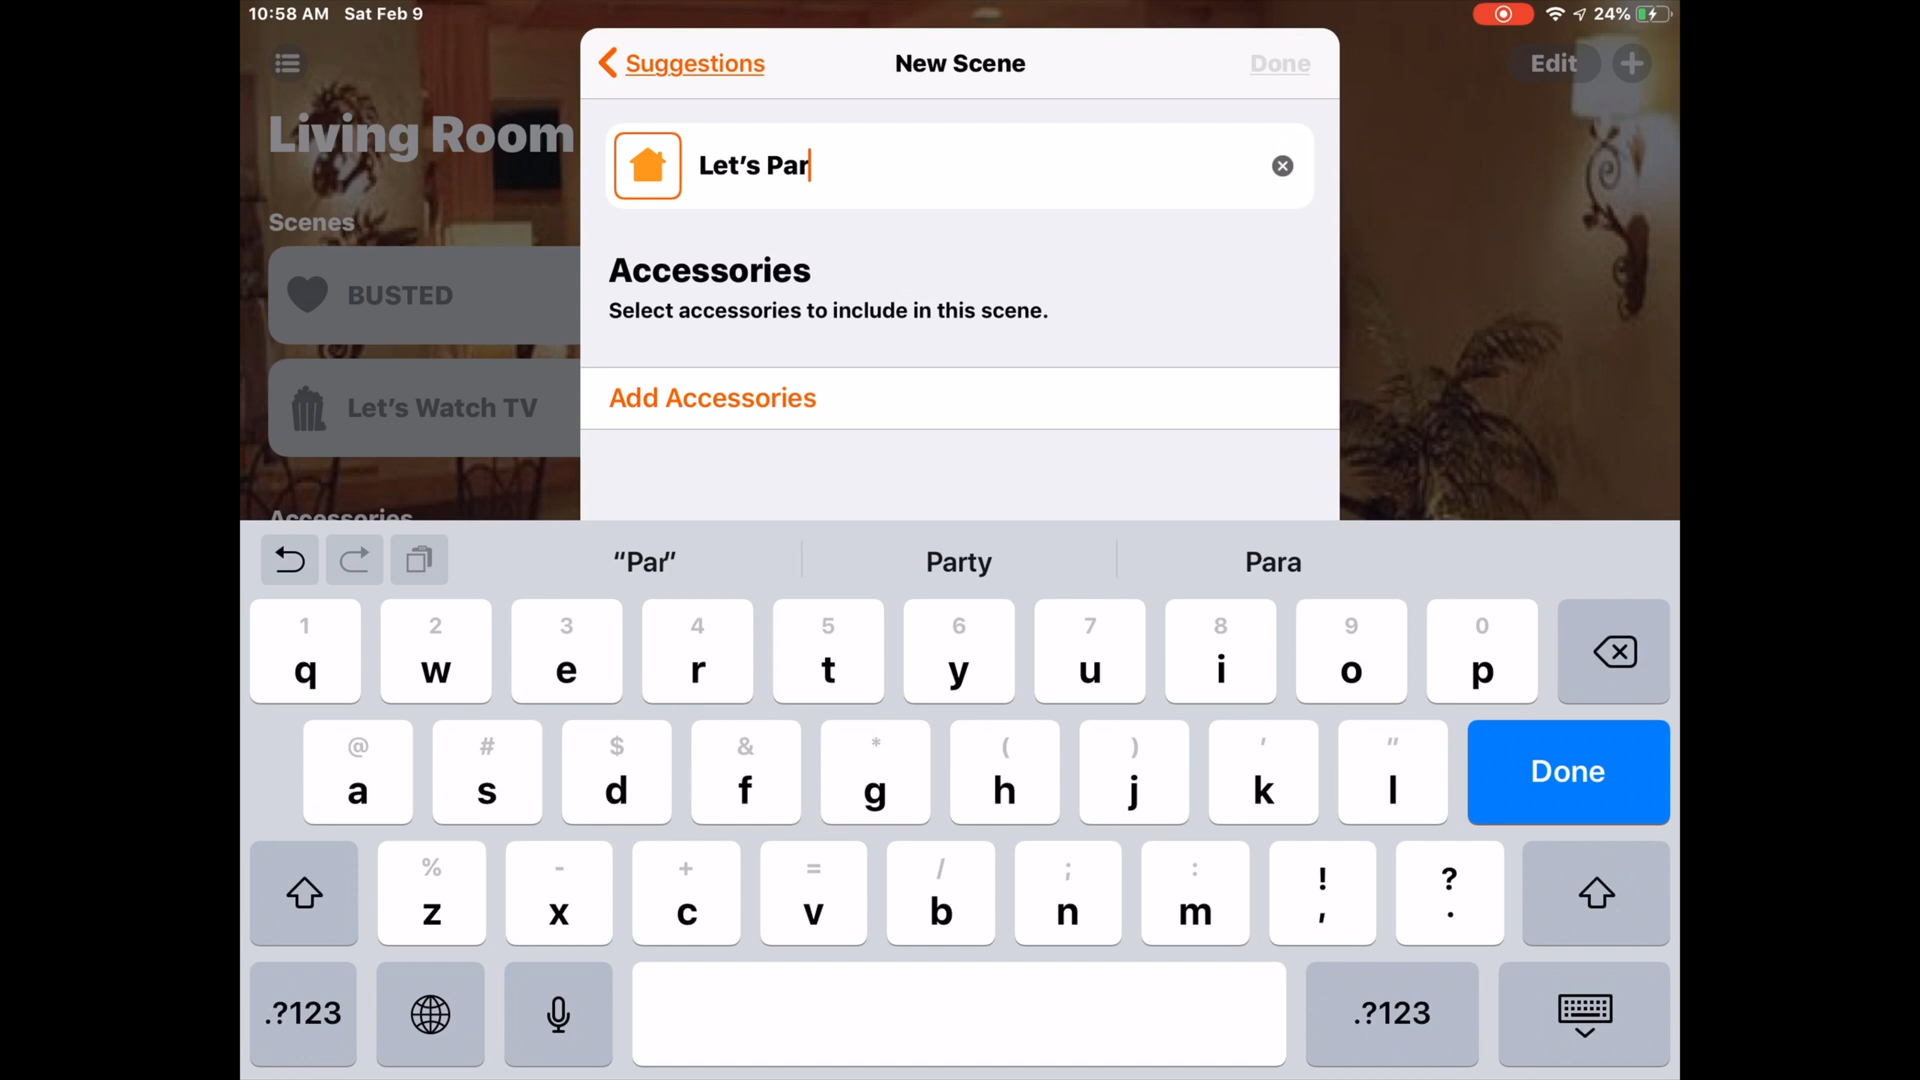 10:58 AM Sat Feb 9
24%
Suggestions
New Scene
Done
Edit
Living Room
Let’s Par
Scenes
BUSTED
Let’s Watch TV
Accessories
Accessories
Select accessories to include in this scene.
Add Accessories
“Par” Party Para
1 2 3 4 5 6 7 8 9 0
q w e r t y u i o p
@ # $ & * ( ) ' "
a s d f g h j k l Done
% - + = / ; : ! ?
z x c v b n m , .
.?123 .?123